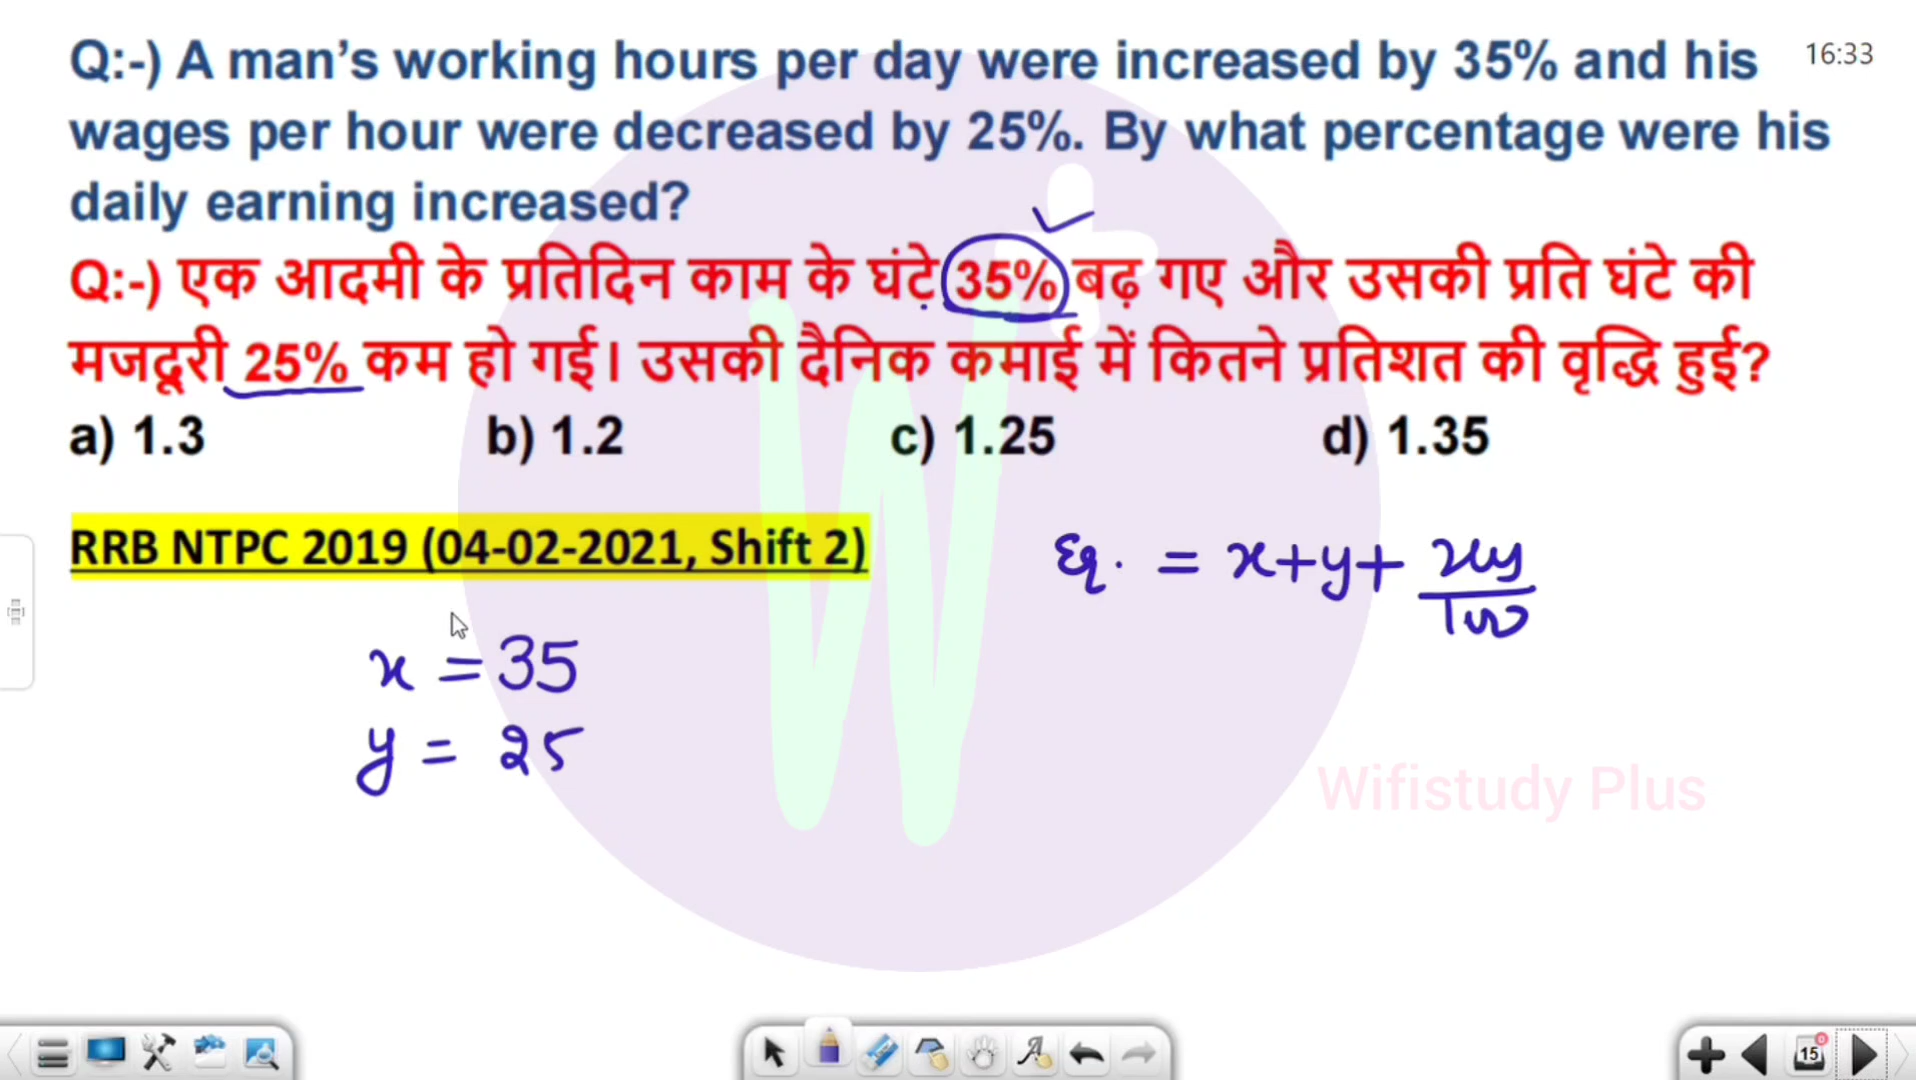 Q:-) A man’s working hours per day were increased by 35% and his
16:33
wages per hour were decreased by 25%. By what percentage were his
daily earning increased?
Q:-) एक आदमी के प्रतिदिन काम के घंटे 35% बढ़ गए और उसकी प्रति घंटे की
मजदूरी 25% कम हो गई। उसकी दैनिक कमाई में कितने प्रतिशत की वृद्धि हुई?
a) 1.3 b) 1.2 c) 1.25 d) 1.35
RRB NTPC 2019 (04-02-2021, Shift 2)
Eq. = x+y+ xy
100
x = 35
y = 25
Wifistudy Plus
15
0